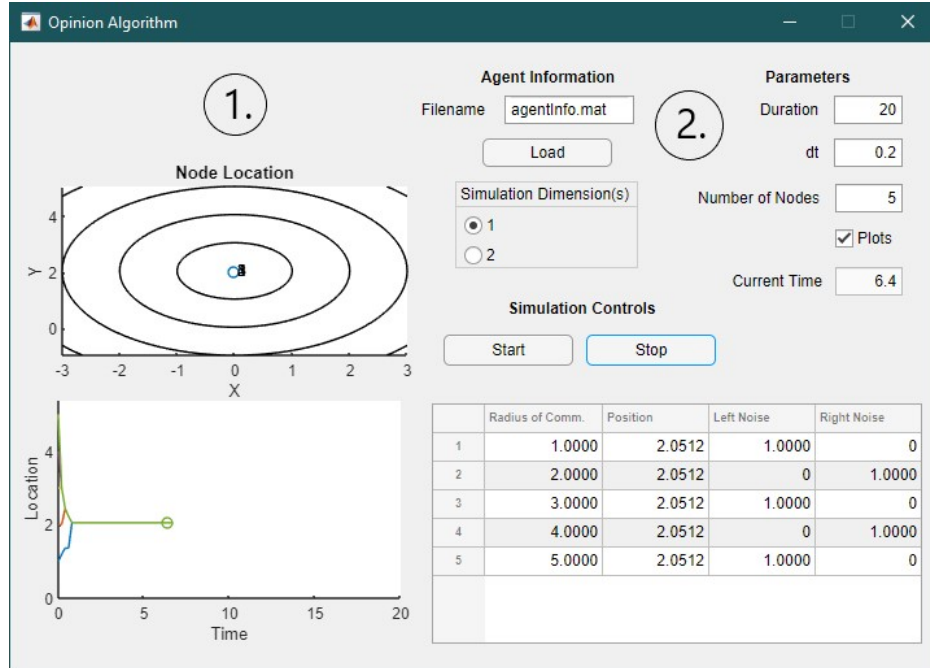 Opinion Algorithm
1.
Node Location
Y
4
2
0
-3 -2 -1 0 1 2 3
X
Location
4
2
0
0 5 10 15 20
Time
Agent Information
Filename agentInfo.mat
Load
Simulation Dimension(s)
1
2
2.
Parameters
Duration 20
dt 0.2
Number of Nodes 5
Plots
Current Time 6.4
Simulation Controls
Start Stop
Radius of Comm. Position Left Noise Right Noise
1 1.0000 2.0512 1.0000 0
2 2.0000 2.0512 0 1.0000
3 3.0000 2.0512 1.0000 0
4 4.0000 2.0512 0 1.0000
5 5.0000 2.0512 1.0000 0